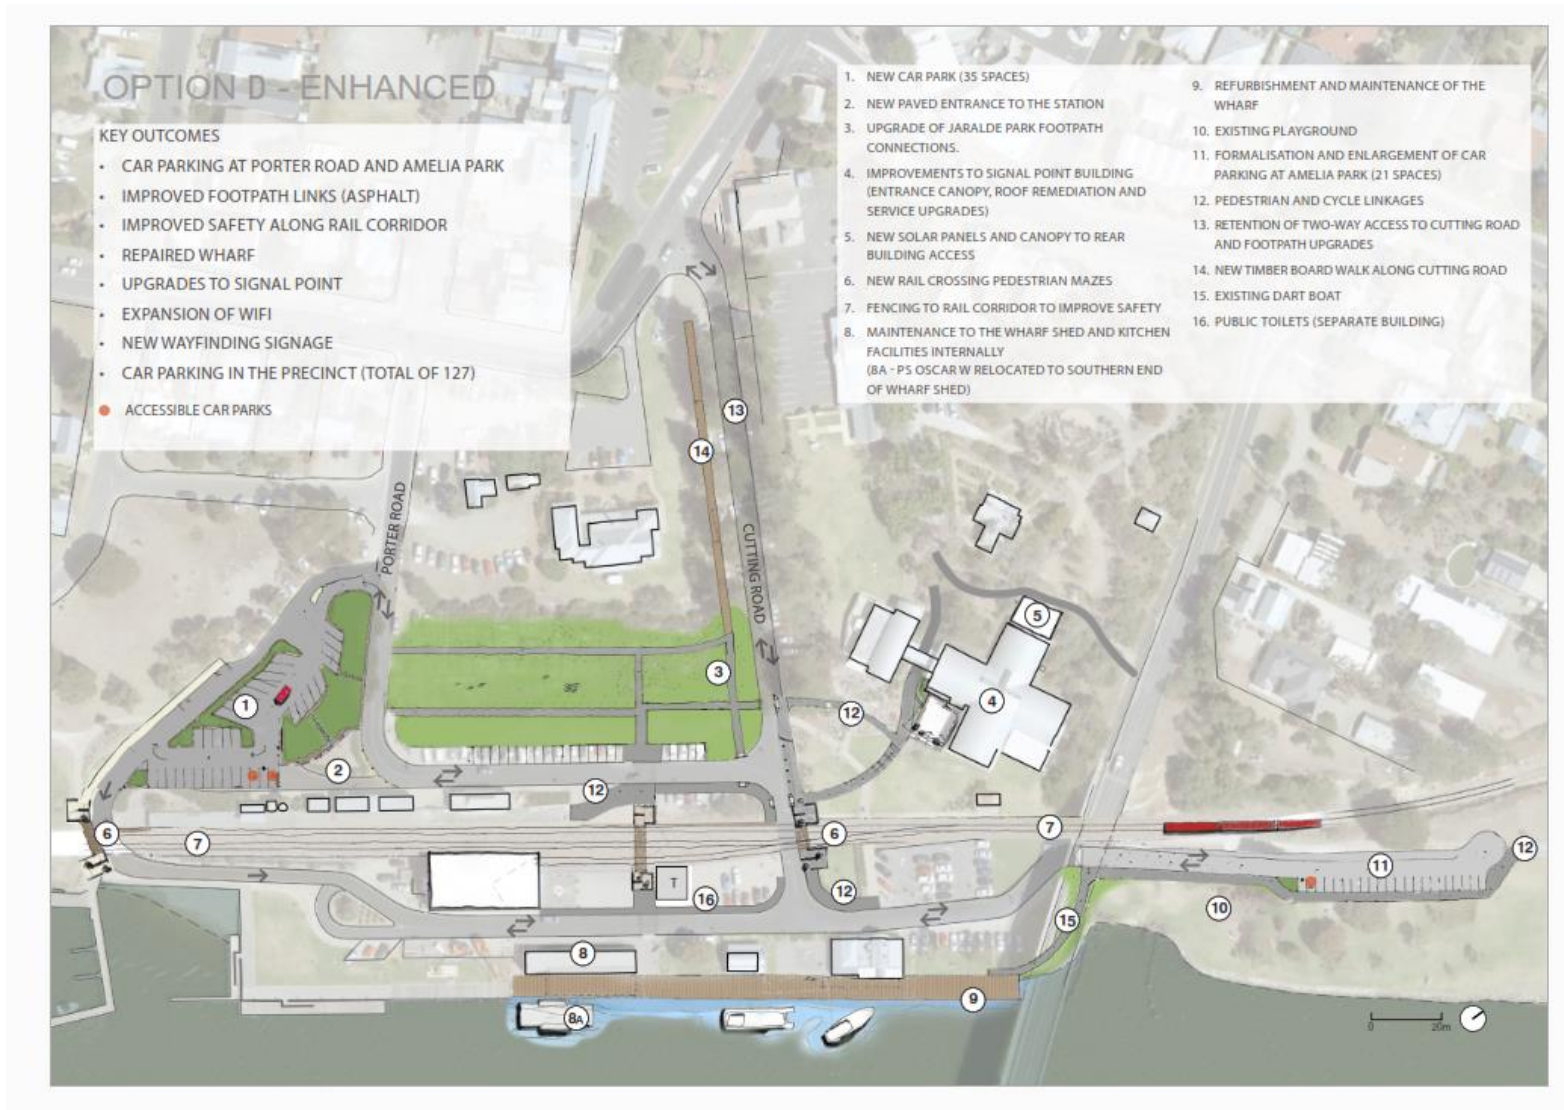 OPTION D - ENHANCED
KEY OUTCOMES
• CAR PARKING AT PORTER ROAD AND AMELIA PARK
• IMPROVED FOOTPATH LINKS (ASPHALT)
• IMPROVED SAFETY ALONG RAIL CORRIDOR
• REPAIRED WHARF
• UPGRADES TO SIGNAL POINT
• EXPANSION OF WIFI
• NEW WAYFINDING SIGNAGE
• CAR PARKING IN THE PRECINCT (TOTAL OF 127)
ACCESSIBLE CAR PARKS
1. NEW CAR PARK (35 SPACES)
2. NEW PAVED ENTRANCE TO THE STATION
3. UPGRADE OF JARALDE PARK FOOTPATH
CONNECTIONS.
4. IMPROVEMENTS TO SIGNAL POINT BUILDING
(ENTRANCE CANOPY, ROOF REMEDIATION AND
SERVICE UPGRADES)
5. NEW SOLAR PANELS AND CANOPY TO REAR
BUILDING ACCESS
6. NEW RAIL CROSSING PEDESTRIAN MAZES
7. FENCING TO RAIL CORRIDOR TO IMPROVE SAFETY
8. MAINTENANCE TO THE WHARF SHED AND KITCHEN
FACILITIES INTERNALLY
(8A - PS OSCAR W RELOCATED TO SOUTHERN END
OF WHARF SHED)
9. REFURBISHMENT AND MAINTENANCE OF THE
WHARF
10. EXISTING PLAYGROUND
11. FORMALISATION AND ENLARGEMENT OF CAR
PARKING AT AMELIA PARK (21 SPACES)
12. PEDESTRIAN AND CYCLE LINKAGES
13. RETENTION OF TWO-WAY ACCESS TO CUTTING ROAD
AND FOOTPATH UPGRADES
14. NEW TIMBER BOARD WALK ALONG CUTTING ROAD
15. EXISTING DART BOAT
16. PUBLIC TOILETS (SEPARATE BUILDING)
13
14
PORTER ROAD
CUTTING ROAD
5
3
4
1
12
2
12
6
7
6
7
12
11
T
16
12
10
15
8
9
8A
0 20m